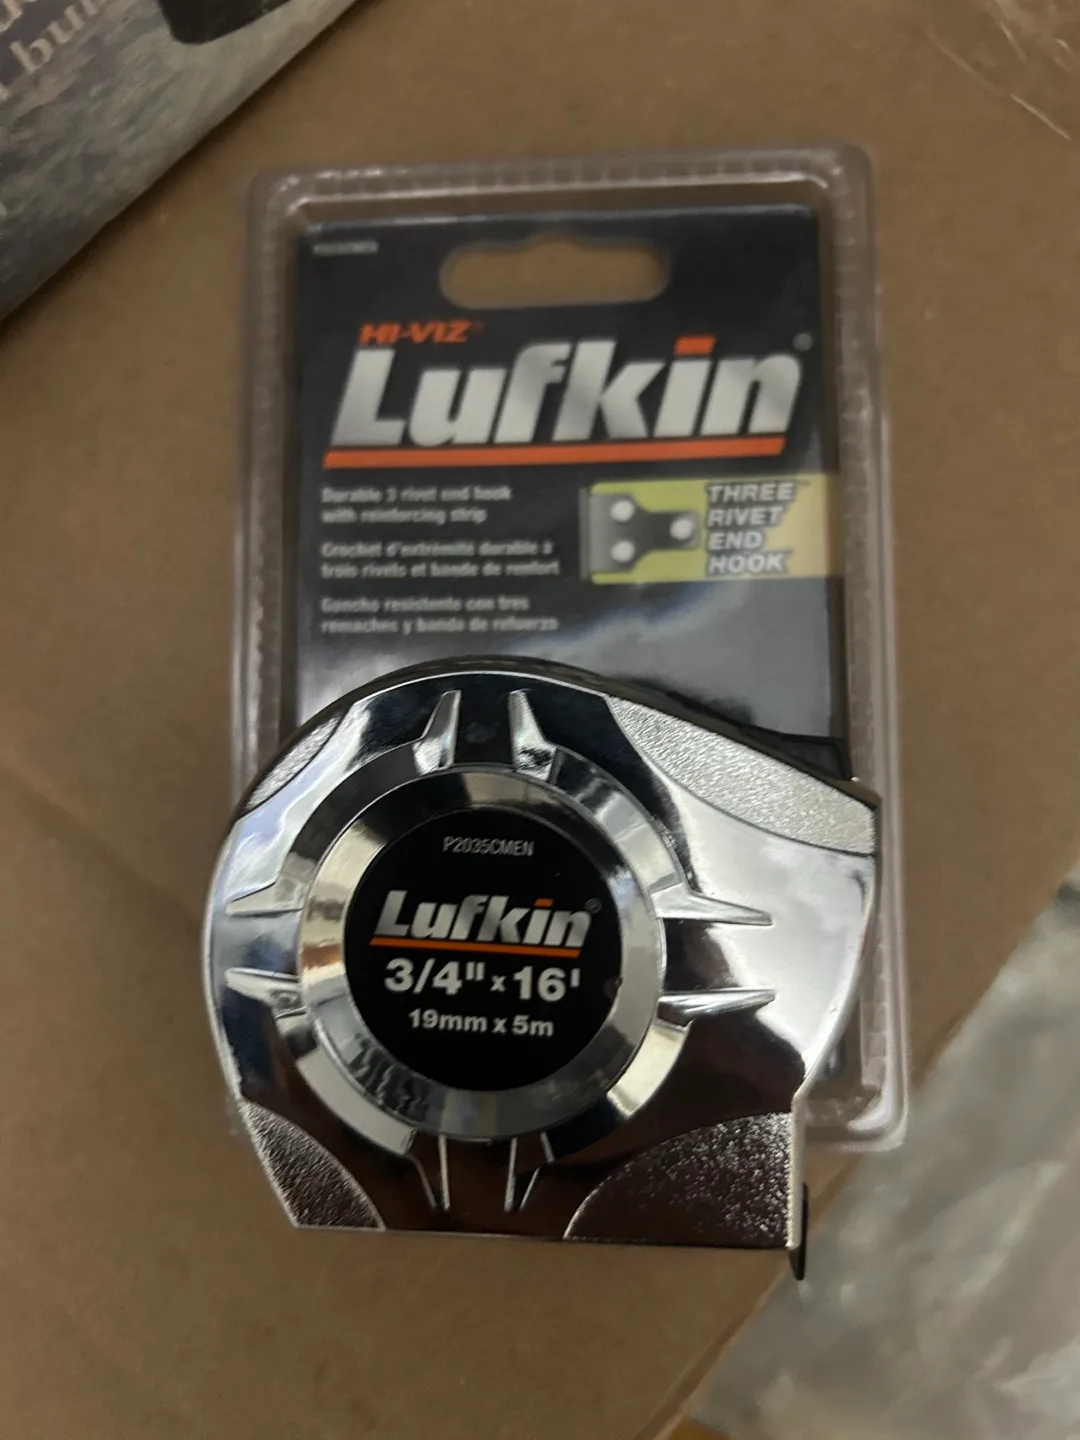 bui
P2035CMEN
HI-VIZ®
Lufkin®
Durable 3 rivet end hook
with reinforcing strip
Crochet d'extrémité durable à
trois rivets et bande de renfort
Gancho resistente con tres
remaches y banda de refuerzo
THREE
RIVET
END
HOOK
P2035CMEN
Lufkin®
3/4" x 16'
19mm x 5m